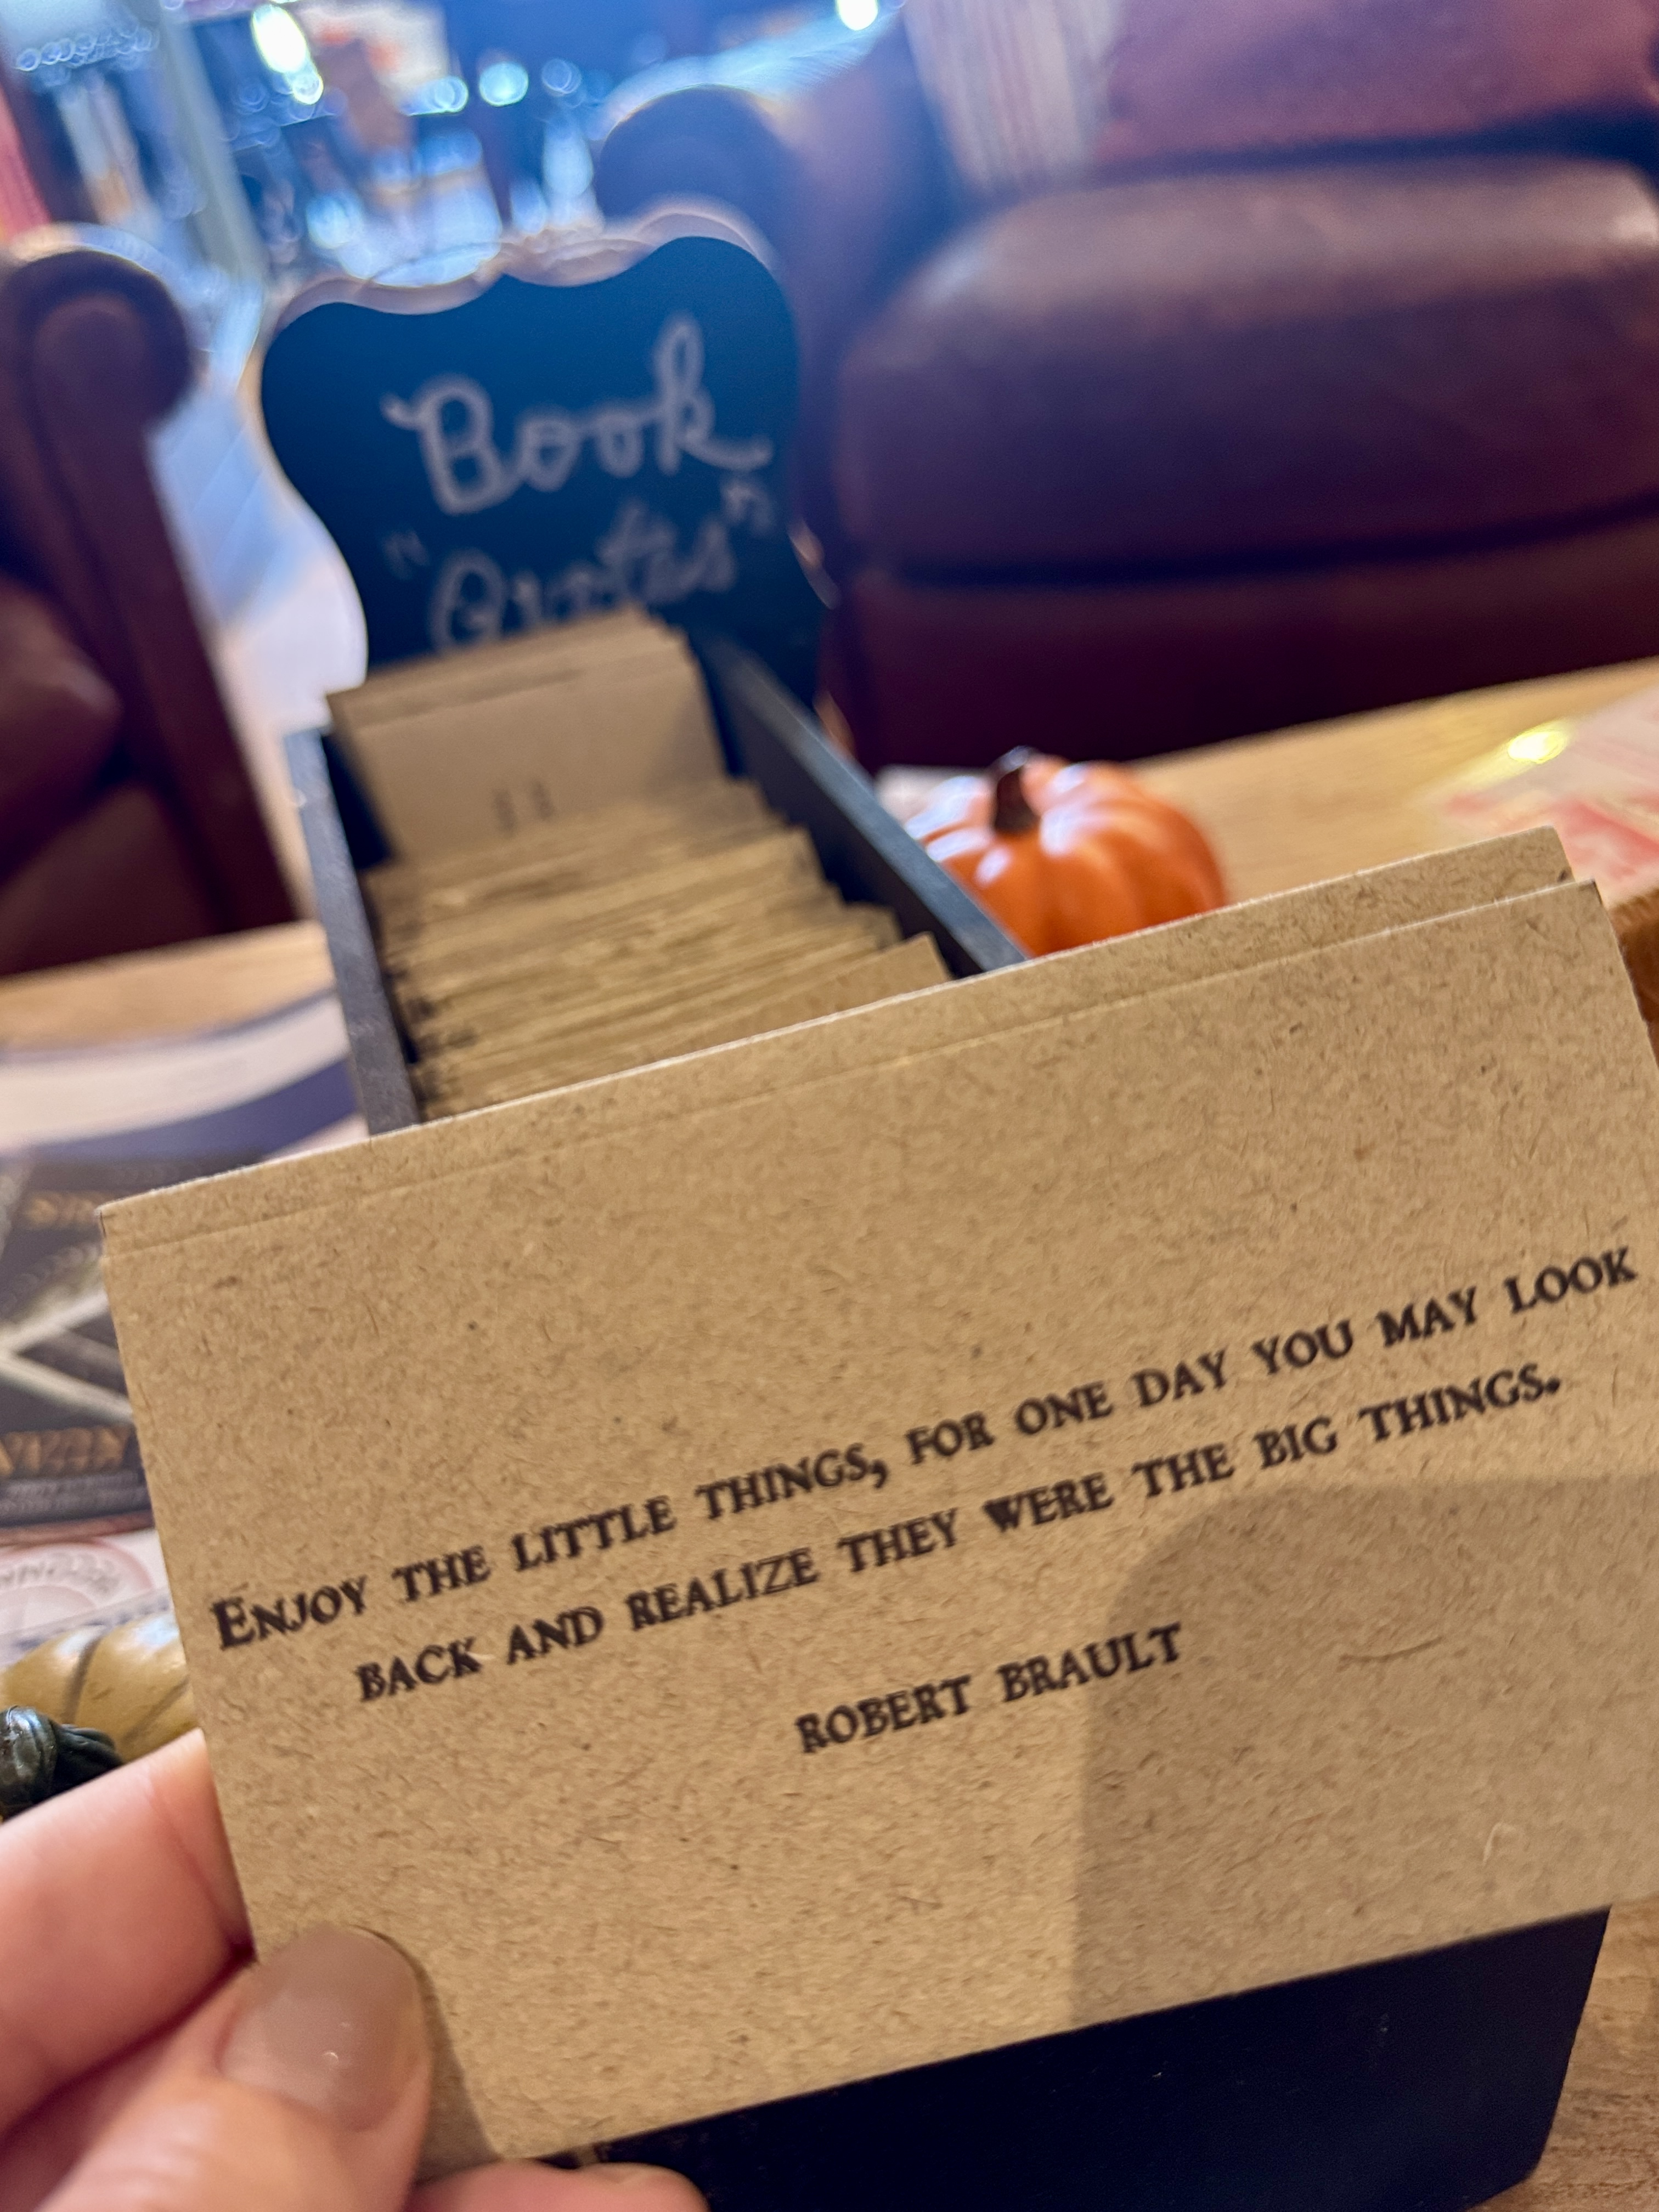 Book
"Quotes"
ENJOY THE LITTLE THINGS, FOR ONE DAY YOU MAY LOOK
BACK AND REALIZE THEY WERE THE BIG THINGS.
ROBERT BRAULT